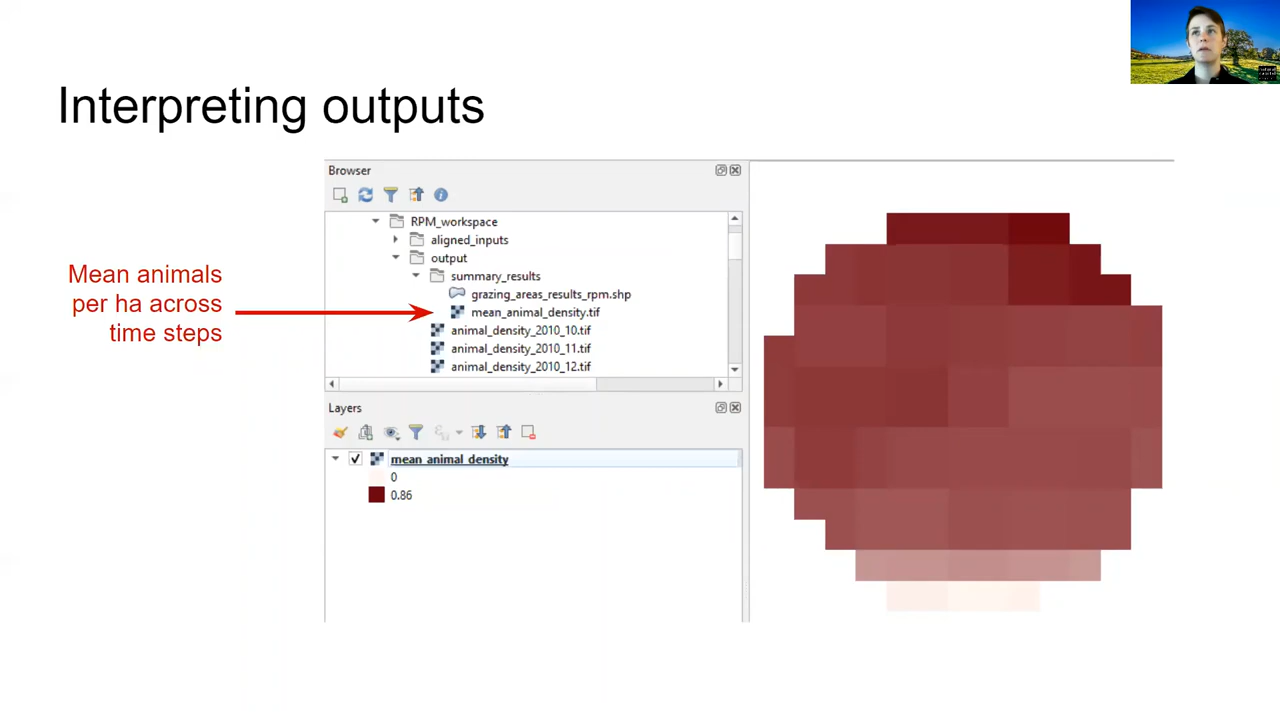 Interpreting outputs
Mean animals
per ha across
time steps
Browser
RPM_workspace
aligned_inputs
output
summary_results
grazing_areas_results_rpm.shp
mean_animal_density.tif
animal_density_2010_10.tif
animal_density_2010_11.tif
animal_density_2010_12.tif
Layers
mean animal density
0
0.86